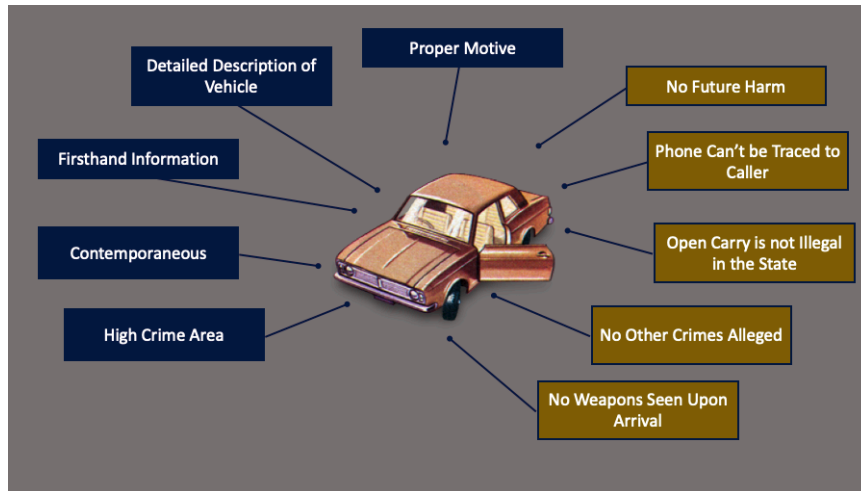 Proper Motive
Detailed Description of
Vehicle
Firsthand Information
Contemporaneous
High Crime Area
No Future Harm
Phone Can't be Traced to
Caller
Open Carry is not Illegal
in the State
No Other Crimes Alleged
No Weapons Seen Upon
Arrival